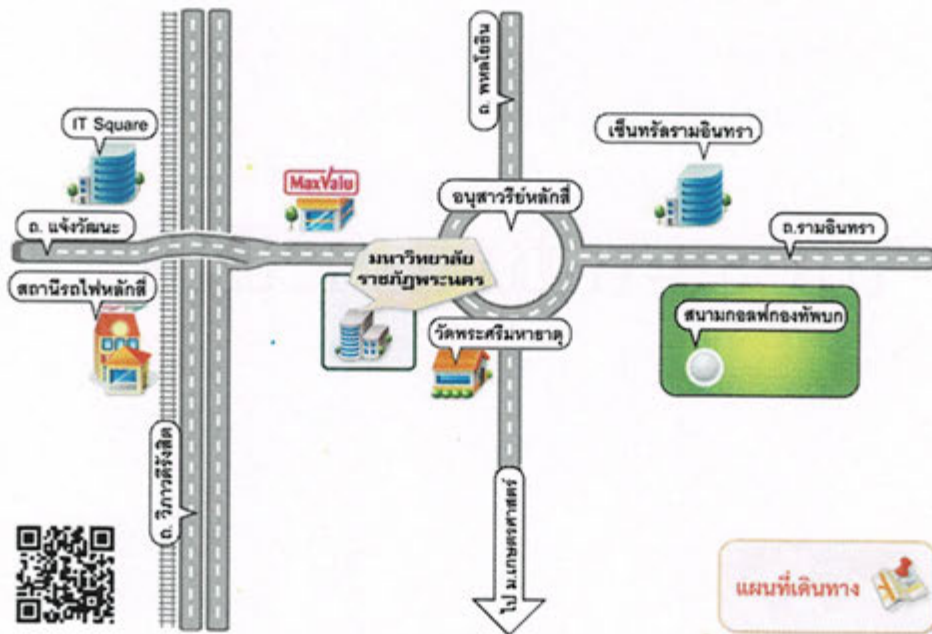 ถ. พหลโยธิน
IT Square
เซ็นทรัลรามอินทรา
MaxValu
อนุสาวรีย์หลักสี่
ถ. แจ้งวัฒนะ
ถ.รามอินทรา
มหาวิทยาลัย
ราชภัฏพระนคร
สถานีรถไฟหลักสี่
สนามกอล์ฟกองทัพบก
วัดพระศรีมหาธาตุ
ถ. วิภาวดีรังสิต
ไป ม.เกษตรศาสตร์
แผนที่เดินทาง